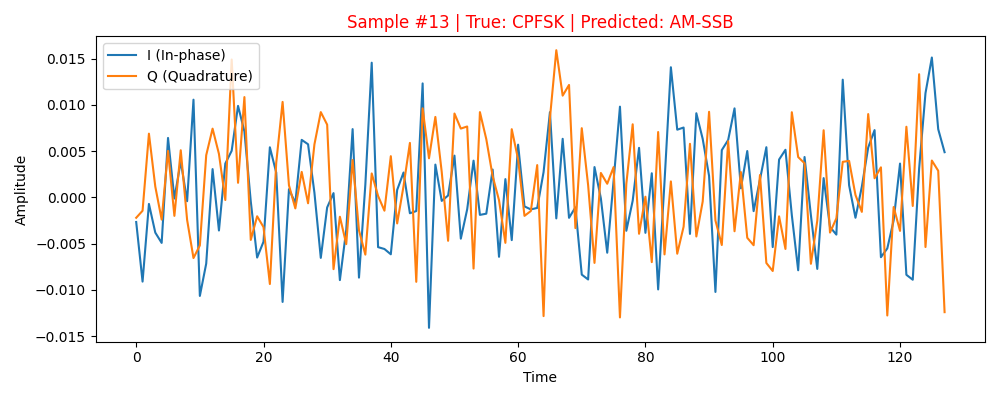 Sample #13 | True: CPFSK | Predicted: AM-SSB
I (In-phase)
Q (Quadrature)
Amplitude
0.015
0.010
0.005
0.000
−0.005
−0.010
−0.015
0 20 40 60 80 100 120
Time